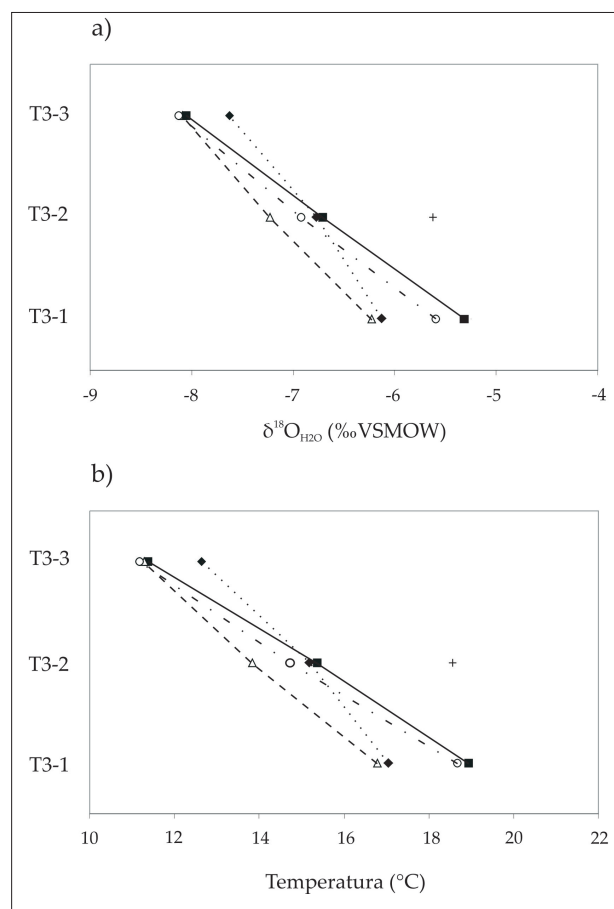 a)
T3-3
T3-2
T3-1
-9 -8 -7 -6 -5 -4
δ¹⁸O_H2O (‰VSMOW)
b)
T3-3
T3-2
T3-1
10 12 14 16 18 20 22
Temperatura (°C)